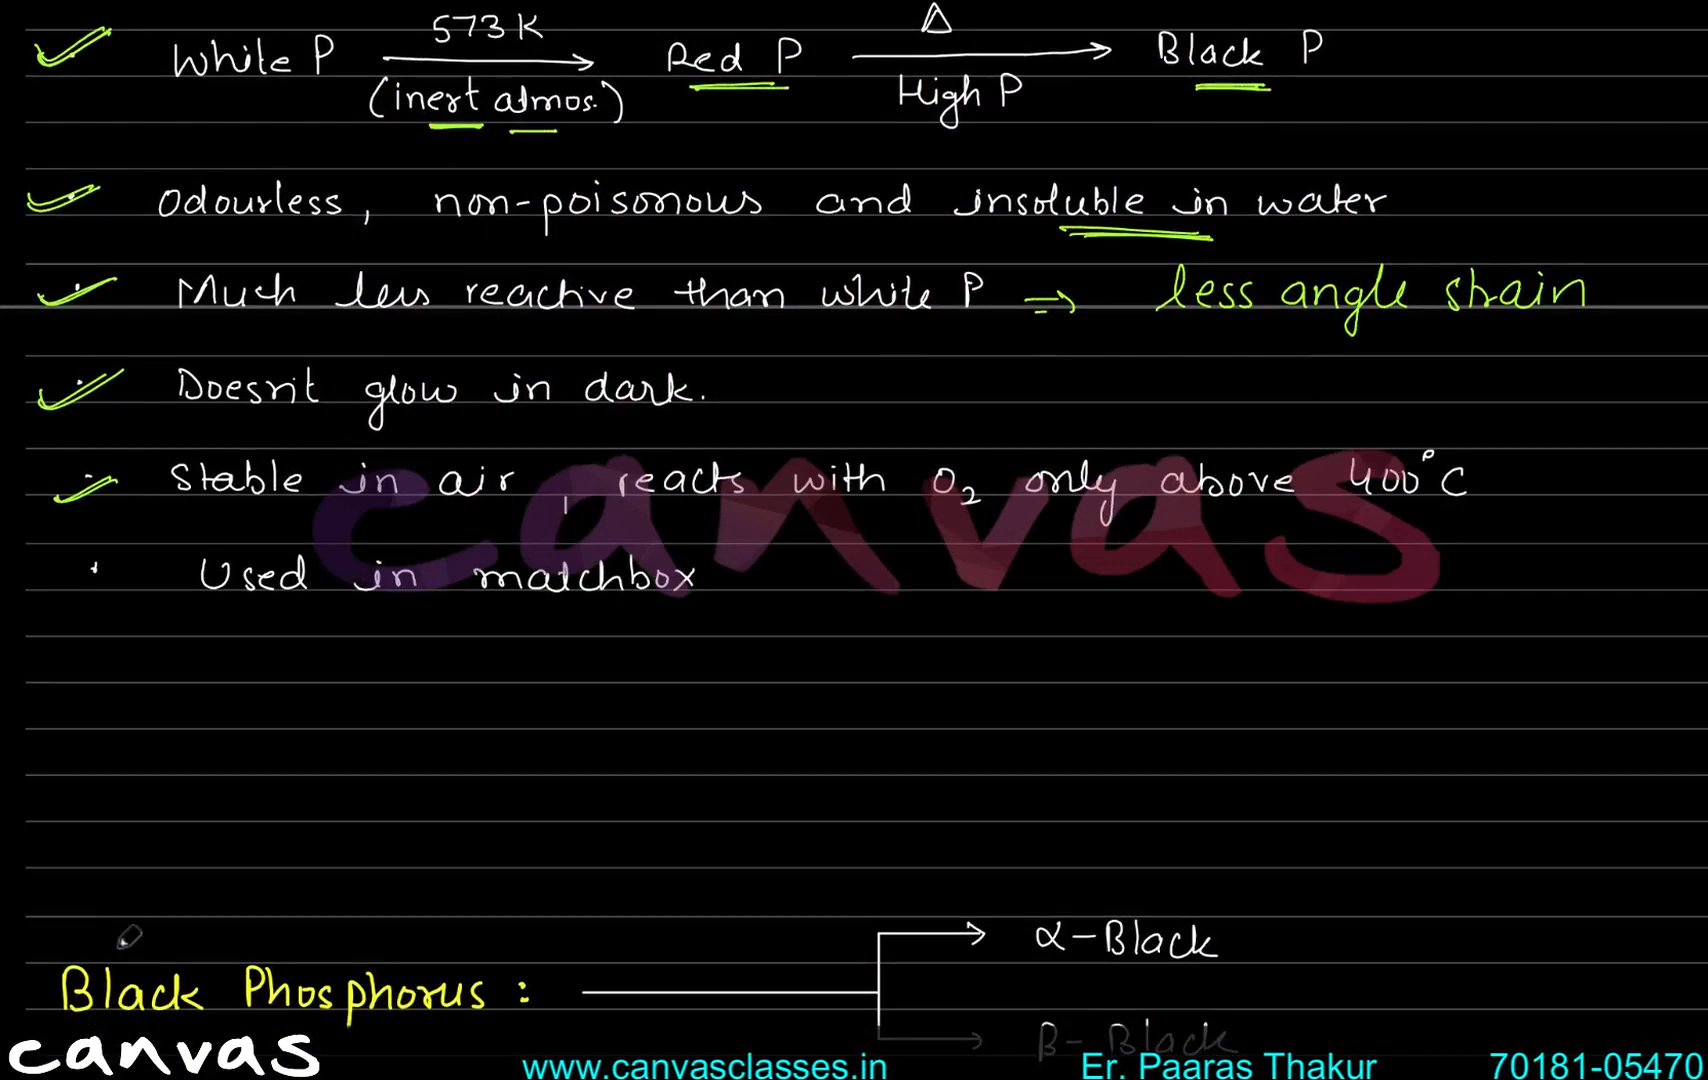 White P 573 K (inert atmos.) Red P Δ High P Black P
Odourless, non-poisonous and insoluble in water
Much less reactive than white P ⇒ less angle strain
Doesn't glow in dark.
Stable in air, reacts with O₂ only above 400°C
canvas
Used in matchbox
α-Black
Black Phosphorus :
β-Black
canvas www.canvasclasses.in Er. Paaras Thakur 70181-05470